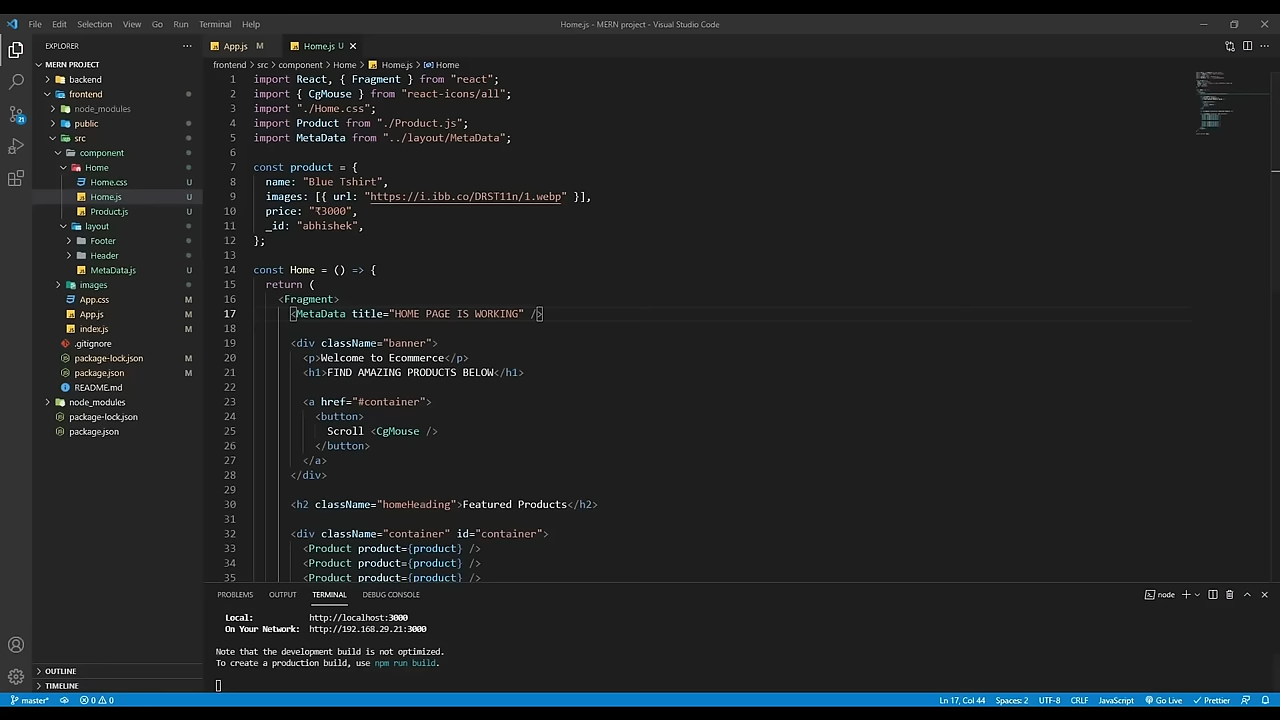 File Edit Selection View Go Run Terminal Help
Home.js - MERN project - Visual Studio Code
EXPLORER
MERN PROJECT
backend
frontend
node_modules
public
src
component
Home
Home.css U
Home.js U
Product.js U
layout
Footer
Header
MetaData.js U
images
App.css M
App.js M
index.js M
.gitignore
package-lock.json M
package.json M
README.md
node_modules
package-lock.json
package.json
OUTLINE
TIMELINE
21
App.js M
Home.js U
frontend > src > component > Home > Home.js > Home
1 import React, { Fragment } from "react";
2 import { CgMouse } from "react-icons/all";
3 import "./Home.css";
4 import Product from "./Product.js";
5 import MetaData from "../layout/MetaData";
6
7 const product = {
8 name: "Blue Tshirt",
9 images: [{ url: "https://i.ibb.co/DRST11n/1.webp" }],
10 price: "₹3000",
11 _id: "abhishek",
12 };
13
14 const Home = () => {
15 return (
16 <Fragment>
17 <MetaData title="HOME PAGE IS WORKING" />
18
19 <div className="banner">
20 <p>Welcome to Ecommerce</p>
21 <h1>FIND AMAZING PRODUCTS BELOW</h1>
22
23 <a href="#container">
24 <button>
25 Scroll <CgMouse />
26 </button>
27 </a>
28 </div>
29
30 <h2 className="homeHeading">Featured Products</h2>
31
32 <div className="container" id="container">
33 <Product product={product} />
34 <Product product={product} />
35 <Product product={product} />
PROBLEMS OUTPUT TERMINAL DEBUG CONSOLE
node
Local: http://localhost:3000
On Your Network: http://192.168.29.21:3000
Note that the development build is not optimized.
To create a production build, use npm run build.
master* 0 0
Ln 17, Col 44 Spaces: 2 UTF-8 CRLF JavaScript Go Live Prettier